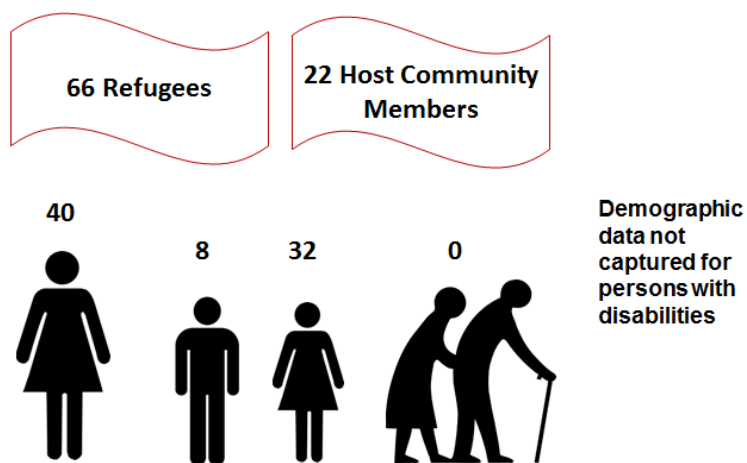 66 Refugees
22 Host Community
Members
40
8
32
0
Demographic
data not
captured for
persons with
disabilities